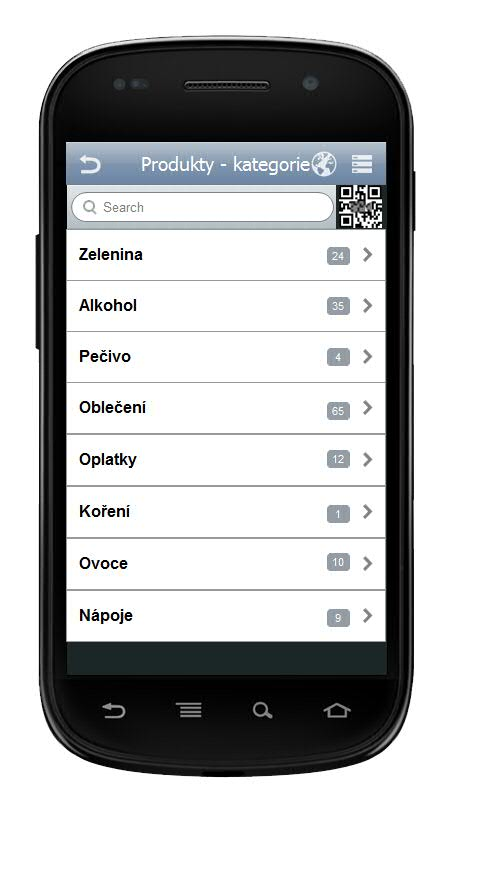 Produkty - kategorie
Search
Zelenina 24
Alkohol 35
Pečivo 4
Oblečení 65
Oplatky 12
Koření 1
Ovoce 10
Nápoje 9